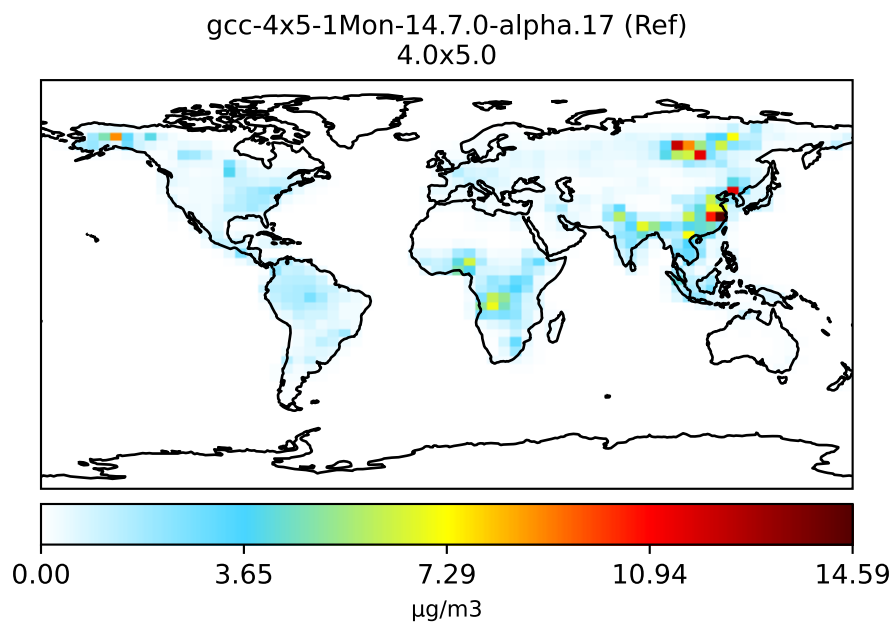 gcc-4x5-1Mon-14.7.0-alpha.17 (Ref)
4.0x5.0
0.00 3.65 7.29 10.94 14.59
μg/m3